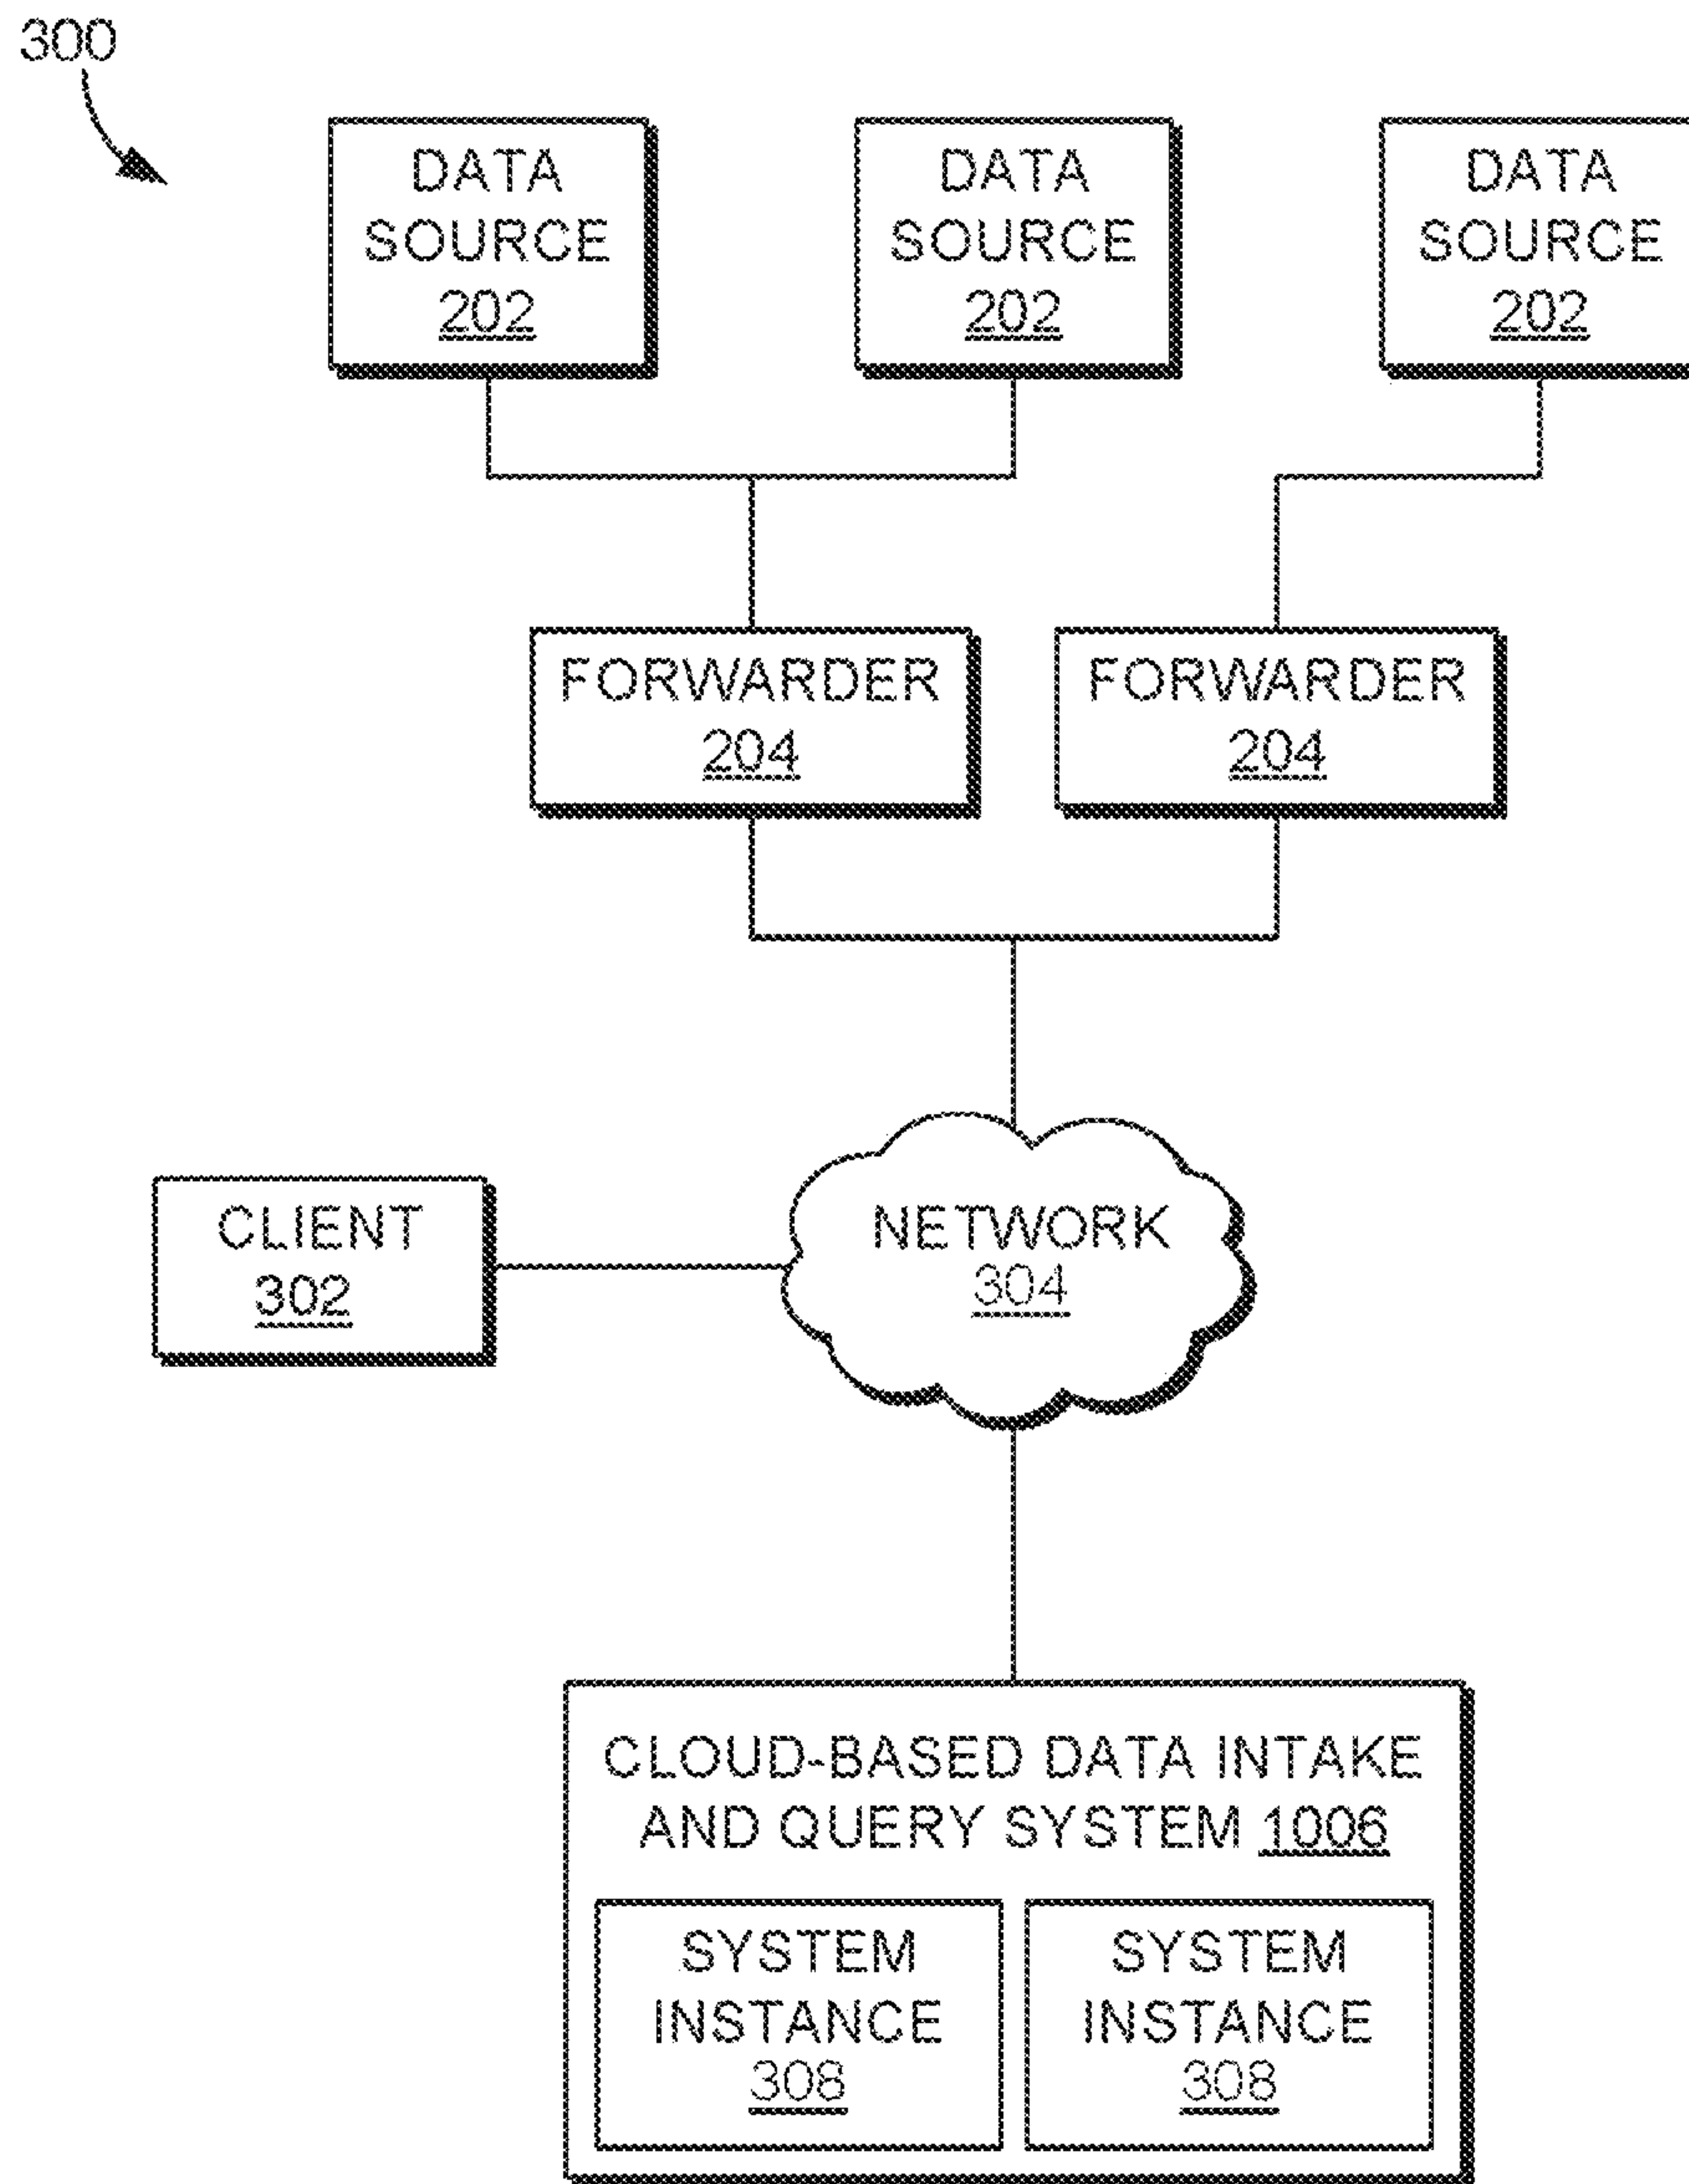 300
DATA
SOURCE
202
DATA
SOURCE
202
DATA
SOURCE
202
FORWARDER
204
FORWARDER
204
CLIENT
302
NETWORK
304
CLOUD-BASED DATA INTAKE
AND QUERY SYSTEM 1006
SYSTEM
INSTANCE
308
SYSTEM
INSTANCE
308